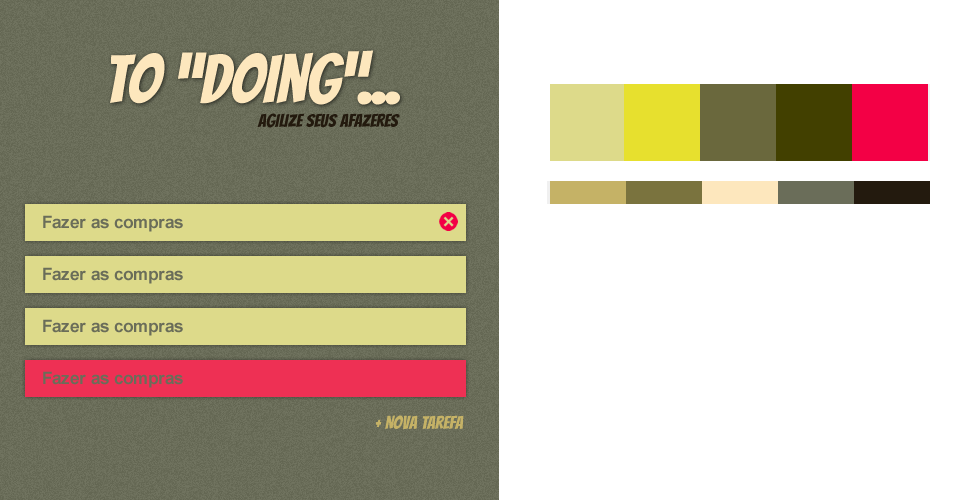 TO "DOING"...
AGILIZE SEUS AFAZERES
Fazer as compras
Fazer as compras
Fazer as compras
Fazer as compras
+ NOVA TAREFA